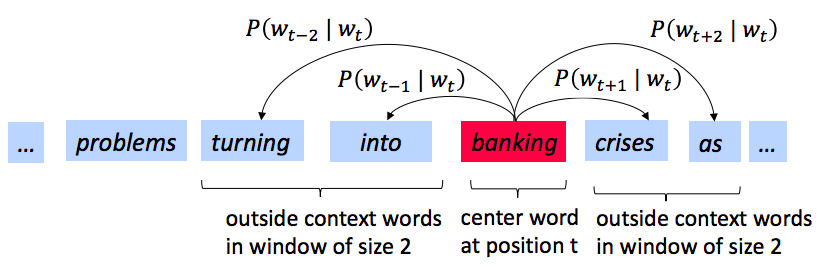 P(w_{t-2} | w_t) P(w_{t+2} | w_t)
P(w_{t-1} | w_t) P(w_{t+1} | w_t)
... problems turning into banking crises as ...
outside context words
in window of size 2
center word
at position t
outside context words
in window of size 2